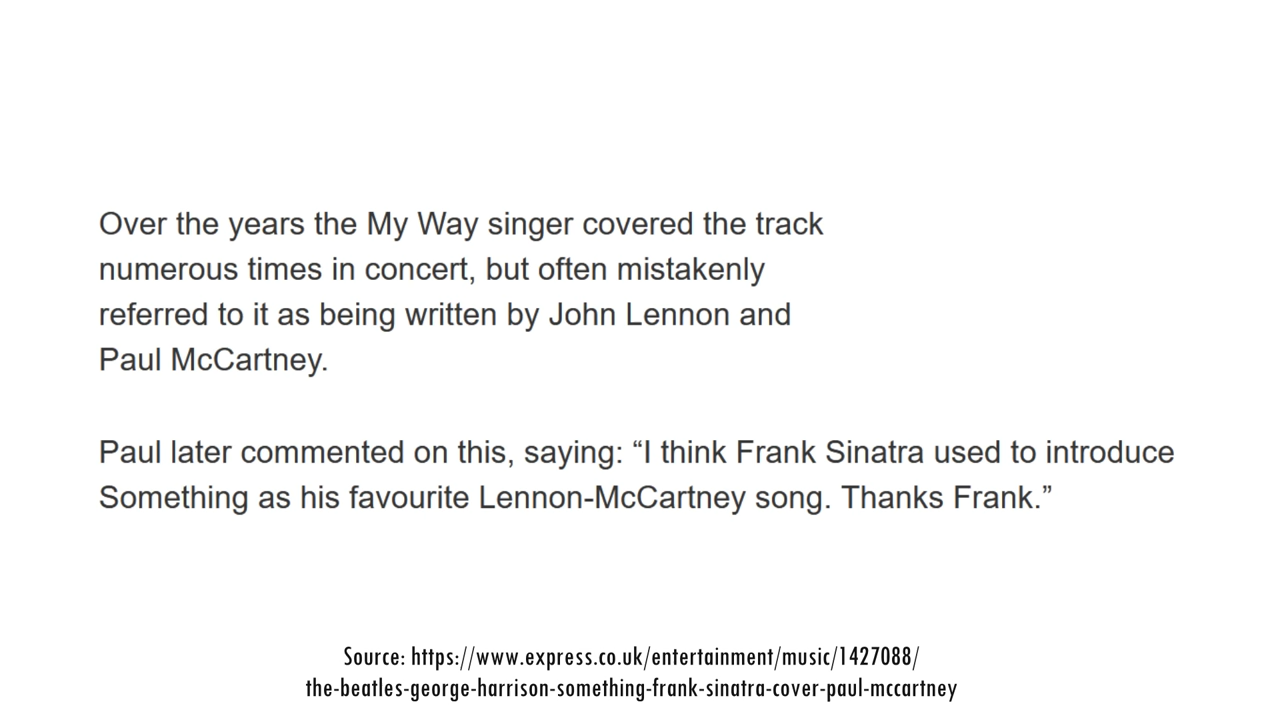 Over the years the My Way singer covered the track
numerous times in concert, but often mistakenly
referred to it as being written by John Lennon and
Paul McCartney.
Paul later commented on this, saying: “I think Frank Sinatra used to introduce
Something as his favourite Lennon-McCartney song. Thanks Frank.”
Source: https://www.express.co.uk/entertainment/music/1427088/
the-beatles-george-harrison-something-frank-sinatra-cover-paul-mccartney